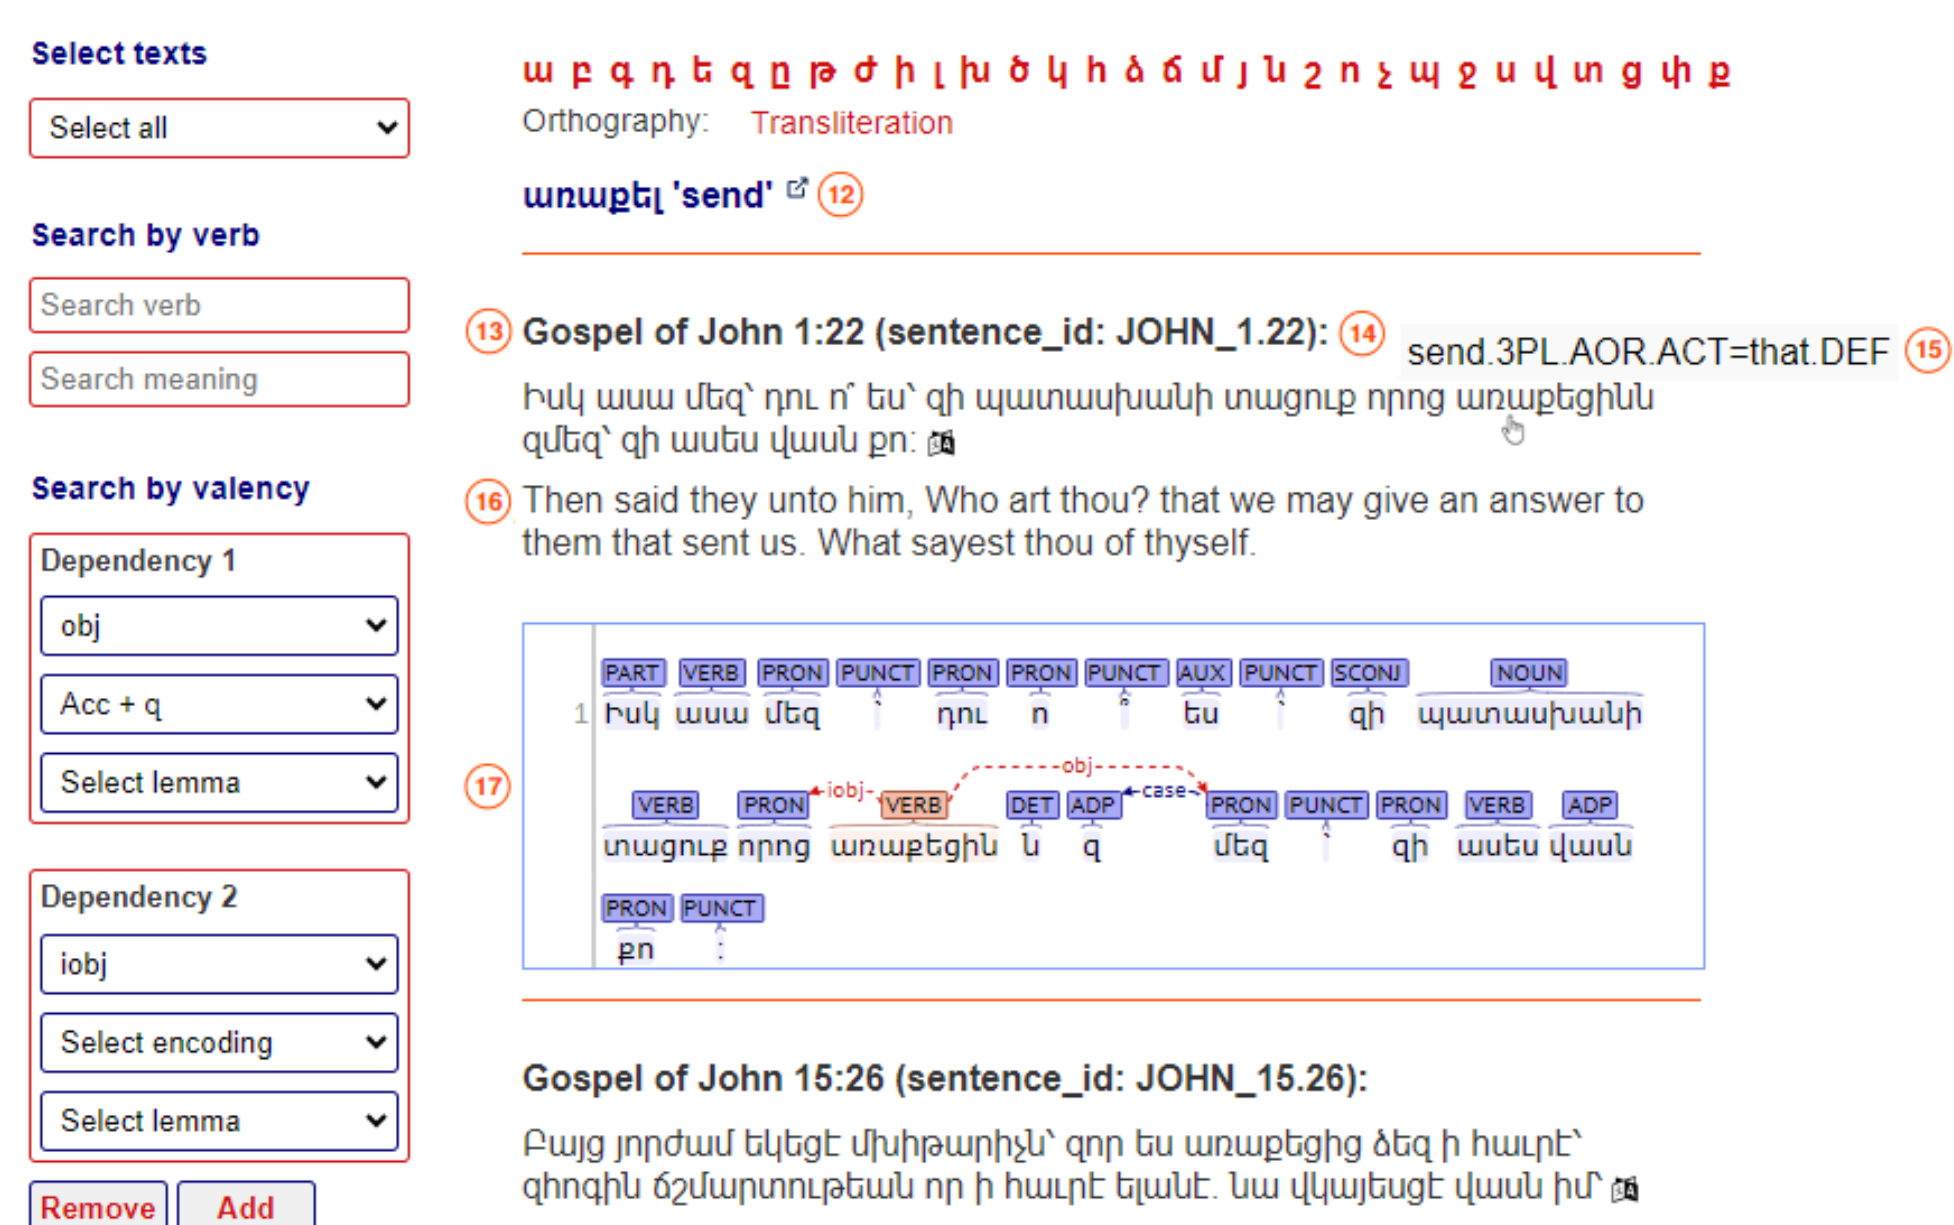 Select texts
Select all
Search by verb
Search verb
Search meaning
Search by valency
Dependency 1
obj
Acc + q
Select lemma
Dependency 2
iobj
Select encoding
Select lemma
Remove Add
ա բ գ դ ե զ ը թ ժ ի լ խ ծ կ հ ձ ճ մ յ ն շ ո չ պ ջ ս վ տ ց փ ք
Orthography: Transliteration
առաքել 'send' 12
13 Gospel of John 1:22 (sentence_id: JOHN_1.22): 14 send.3PL.AOR.ACT=that.DEF 15
Իսկ ասա մեզ՝ դու ո՞ ես՝ զի պատասխանի տացուք որոց առաքեցինն
զմեզ՝ զի ասես վասն քո:
16 Then said they unto him, Who art thou? that we may give an answer to
them that sent us. What sayest thou of thyself.
PART VERB PRON PUNCT PRON PRON PUNCT AUX PUNCT SCONJ NOUN
1 Իսկ ասա մեզ ՝ դու ո ՞ ես ՝ զի պատասխանի
17
iobj obj case
VERB PRON VERB DET ADP PRON PUNCT PRON VERB ADP
տացուք որոց առաքեցին ն զ մեզ ՝ զի ասես վասն
PRON PUNCT
քո :
Gospel of John 15:26 (sentence_id: JOHN_15.26):
Բայց յորժամ եկեցէ մխիթարիչն՝ զոր ես առաքեցից ձեզ ի հաւրէ՝
զհոգին ճշմարտութեան որ ի հաւրէ ելանէ. նա վկայեսցէ վասն իմ՝